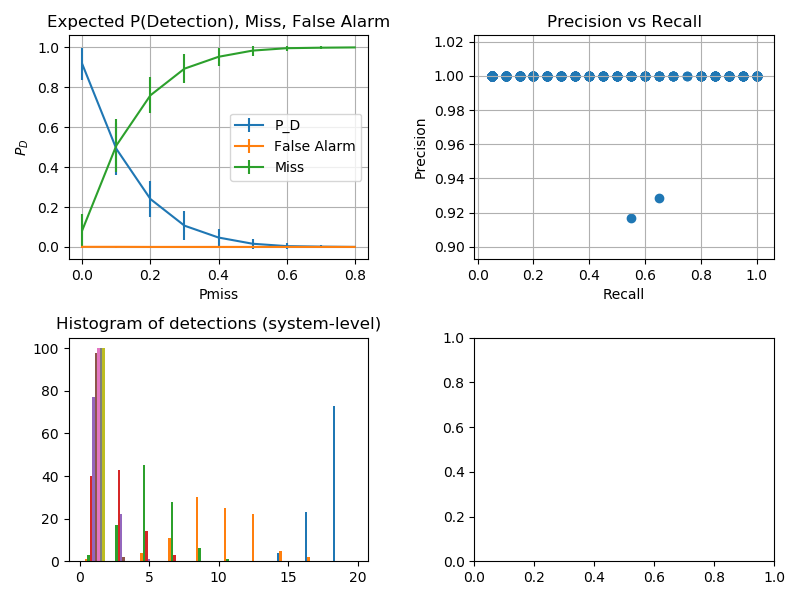 Expected P(Detection), Miss, False Alarm
1.0
0.8
0.6
0.4
0.2
0.0
P_D
P_D
False Alarm
Miss
0.0 0.2 0.4 0.6 0.8
Pmiss
Precision vs Recall
1.02
1.00
0.98
0.96
0.94
0.92
0.90
Precision
0.0 0.2 0.4 0.6 0.8 1.0
Recall
Histogram of detections (system-level)
100
80
60
40
20
0
0 5 10 15 20
1.0
0.8
0.6
0.4
0.2
0.0
0.0 0.2 0.4 0.6 0.8 1.0